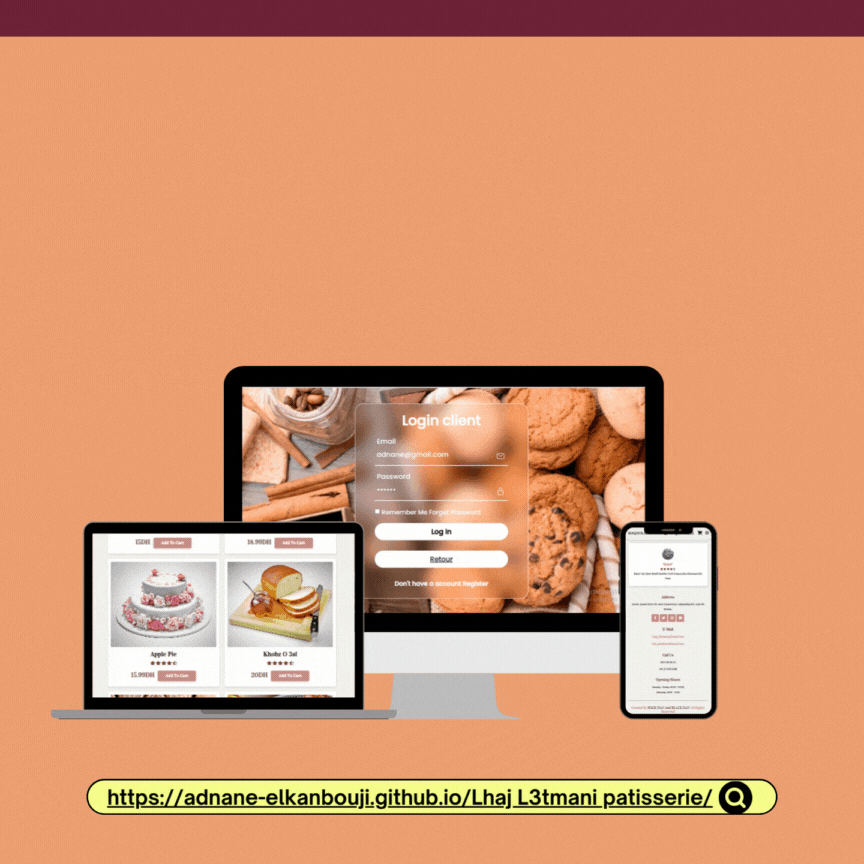 Login client
Email
adnane@gmail.com
Password
Remember Me Forget Password
Log in
Retour
Don't have a account Register
15DH Add To Cart
18.99DH Add To Cart
Apple Pie
15.99DH Add To Cart
Khobz O 3sl
20DH Add To Cart
Address
E-Mail
Call Us
Opening Hours
https://adnane-elkanbouji.github.io/Lhaj L3tmani patisserie/